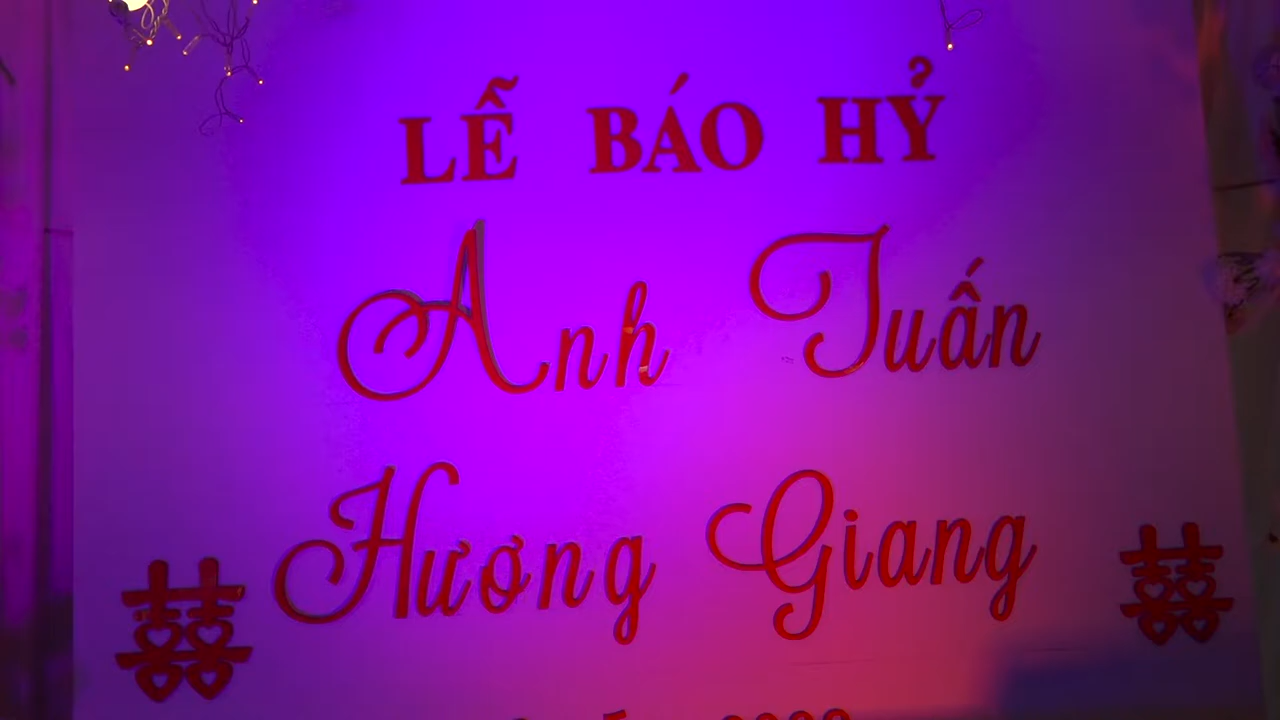 LỄ BÁO HỶ
Anh Tuấn
Hương Giang
囍 囍